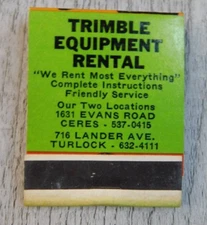 TRIMBLE
EQUIPMENT
RENTAL
"We Rent Most Everything"
Complete Instructions
Friendly Service
Our Two Locations
1631 EVANS ROAD
CERES - 537-0415
716 LANDER AVE.
TURLOCK - 632-4111